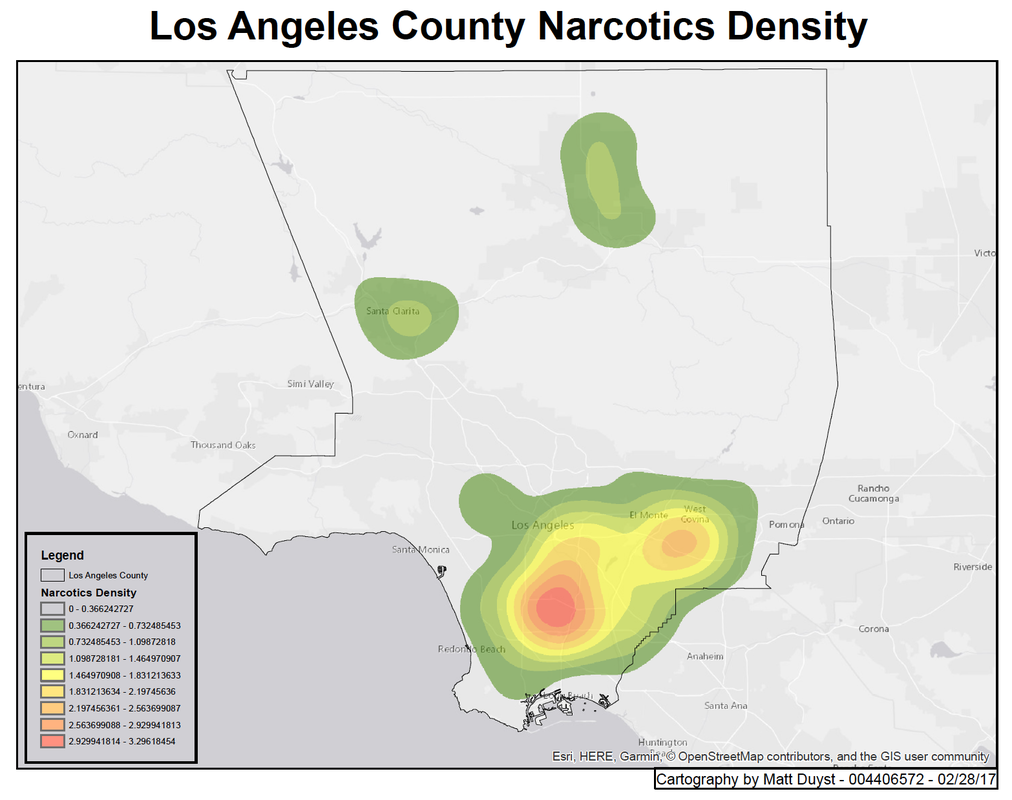 Los Angeles County Narcotics Density
Victo
Santa Clarita
Simi Valley
entura
Oxnard
Thousand Oaks
Rancho
Cucamonga
West
Covina
El Monte
Los Angeles
Pomona
Ontario
Santa Monica
Riverside
Corona
Redondo Beach
Anaheim
Santa Ana
Huntington
Legend
Los Angeles County
Narcotics Density
0 - 0.366242727
0.366242727 - 0.732485453
0.732485453 - 1.09872818
1.098728181 - 1.464970907
1.464970908 - 1.831213633
1.831213634 - 2.19745636
2.197456361 - 2.563699087
2.563699088 - 2.929941813
2.929941814 - 3.29618454
Esri, HERE, Garmin, © OpenStreetMap contributors, and the GIS user community
Cartography by Matt Duyst - 004406572 - 02/28/17